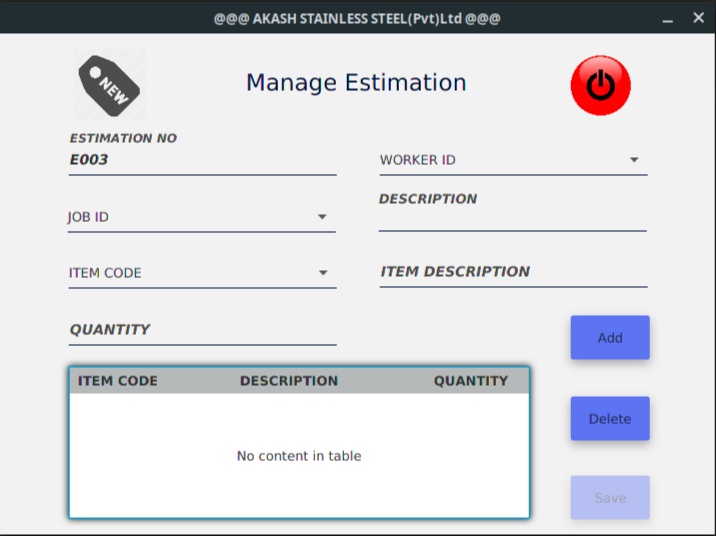 @@@ AKASH STAINLESS STEEL(Pvt)Ltd @@@
NEW
Manage Estimation
ESTIMATION NO
E003
WORKER ID
JOB ID
DESCRIPTION
ITEM CODE
ITEM DESCRIPTION
QUANTITY
Add
ITEM CODE DESCRIPTION QUANTITY
Delete
No content in table
Save